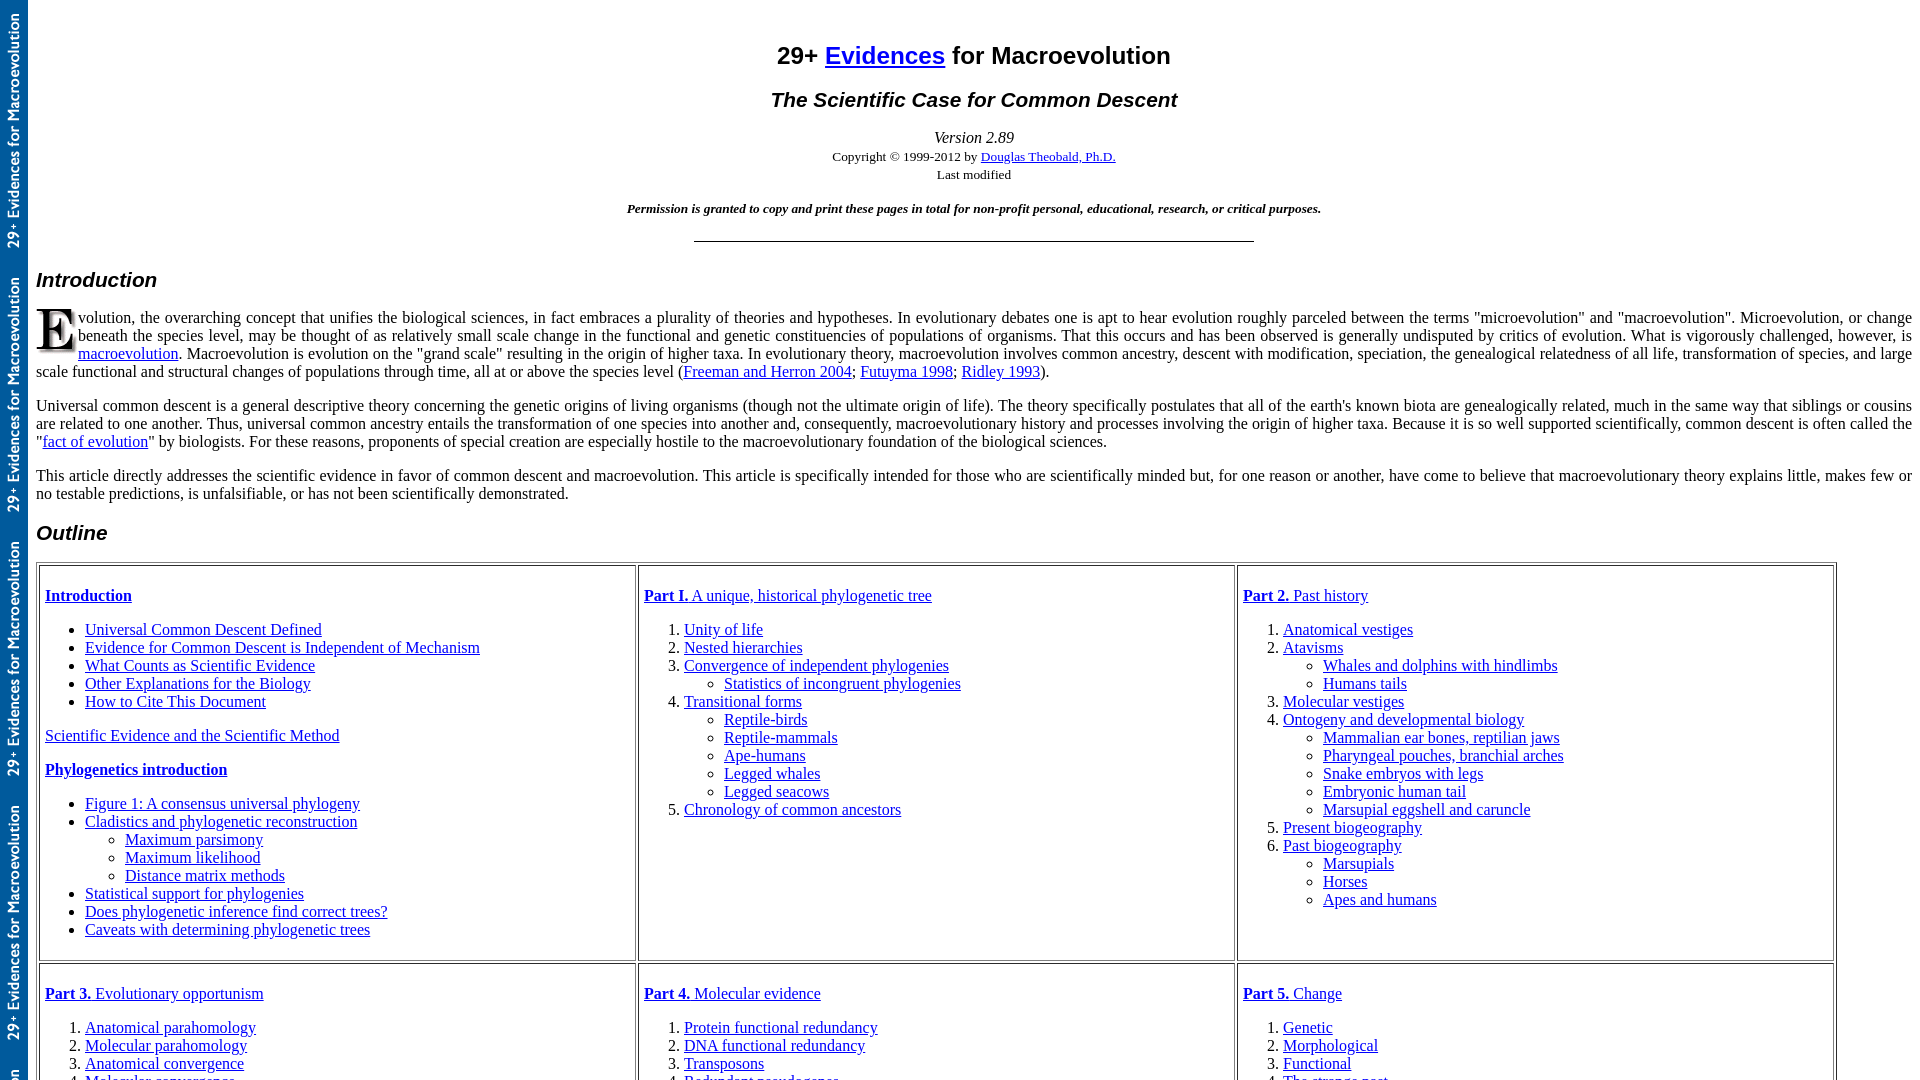 29+ Evidences for Macroevolution
The Scientific Case for Common Descent
Version 2.89
Copyright © 1999-2012 by Douglas Theobald, Ph.D.
Last modified
Permission is granted to copy and print these pages in total for non-profit personal, educational, research, or critical purposes.
Introduction
Evolution, the overarching concept that unifies the biological sciences, in fact embraces a plurality of theories and hypotheses. In evolutionary debates one is apt to hear evolution roughly parceled between the terms "microevolution" and "macroevolution". Microevolution, or change
beneath the species level, may be thought of as relatively small scale change in the functional and genetic constituencies of populations of organisms. That this occurs and has been observed is generally undisputed by critics of evolution. What is vigorously challenged, however, is
macroevolution. Macroevolution is evolution on the "grand scale" resulting in the origin of higher taxa. In evolutionary theory, macroevolution involves common ancestry, descent with modification, speciation, the genealogical relatedness of all life, transformation of species, and large
scale functional and structural changes of populations through time, all at or above the species level (Freeman and Herron 2004; Futuyma 1998; Ridley 1993).
Universal common descent is a general descriptive theory concerning the genetic origins of living organisms (though not the ultimate origin of life). The theory specifically postulates that all of the earth's known biota are genealogically related, much in the same way that siblings or cousins
are related to one another. Thus, universal common ancestry entails the transformation of one species into another and, consequently, macroevolutionary history and processes involving the origin of higher taxa. Because it is so well supported scientifically, common descent is often called the
"fact of evolution" by biologists. For these reasons, proponents of special creation are especially hostile to the macroevolutionary foundation of the biological sciences.
This article directly addresses the scientific evidence in favor of common descent and macroevolution. This article is specifically intended for those who are scientifically minded but, for one reason or another, have come to believe that macroevolutionary theory explains little, makes few or
no testable predictions, is unfalsifiable, or has not been scientifically demonstrated.
Outline
Introduction
• Universal Common Descent Defined
• Evidence for Common Descent is Independent of Mechanism
• What Counts as Scientific Evidence
• Other Explanations for the Biology
• How to Cite This Document
Scientific Evidence and the Scientific Method
Phylogenetics introduction
• Figure 1: A consensus universal phylogeny
• Cladistics and phylogenetic reconstruction
◦ Maximum parsimony
◦ Maximum likelihood
◦ Distance matrix methods
• Statistical support for phylogenies
• Does phylogenetic inference find correct trees?
• Caveats with determining phylogenetic trees
Part I. A unique, historical phylogenetic tree
1. Unity of life
2. Nested hierarchies
3. Convergence of independent phylogenies
◦ Statistics of incongruent phylogenies
4. Transitional forms
◦ Reptile-birds
◦ Reptile-mammals
◦ Ape-humans
◦ Legged whales
◦ Legged seacows
5. Chronology of common ancestors
Part 2. Past history
1. Anatomical vestiges
2. Atavisms
◦ Whales and dolphins with hindlimbs
◦ Humans tails
3. Molecular vestiges
4. Ontogeny and developmental biology
◦ Mammalian ear bones, reptilian jaws
◦ Pharyngeal pouches, branchial arches
◦ Snake embryos with legs
◦ Embryonic human tail
◦ Marsupial eggshell and caruncle
5. Present biogeography
6. Past biogeography
◦ Marsupials
◦ Horses
◦ Apes and humans
Part 3. Evolutionary opportunism
1. Anatomical parahomology
2. Molecular parahomology
3. Anatomical convergence
4. Molecular convergence
Part 4. Molecular evidence
1. Protein functional redundancy
2. DNA functional redundancy
3. Transposons
4. Redundant pseudogenes
Part 5. Change
1. Genetic
2. Morphological
3. Functional
4. The strange past
29+ Evidences for Macroevolution
29+ Evidences for Macroevolution
29+ Evidences for Macroevolution
29+ Evidences for Macroevolution
on